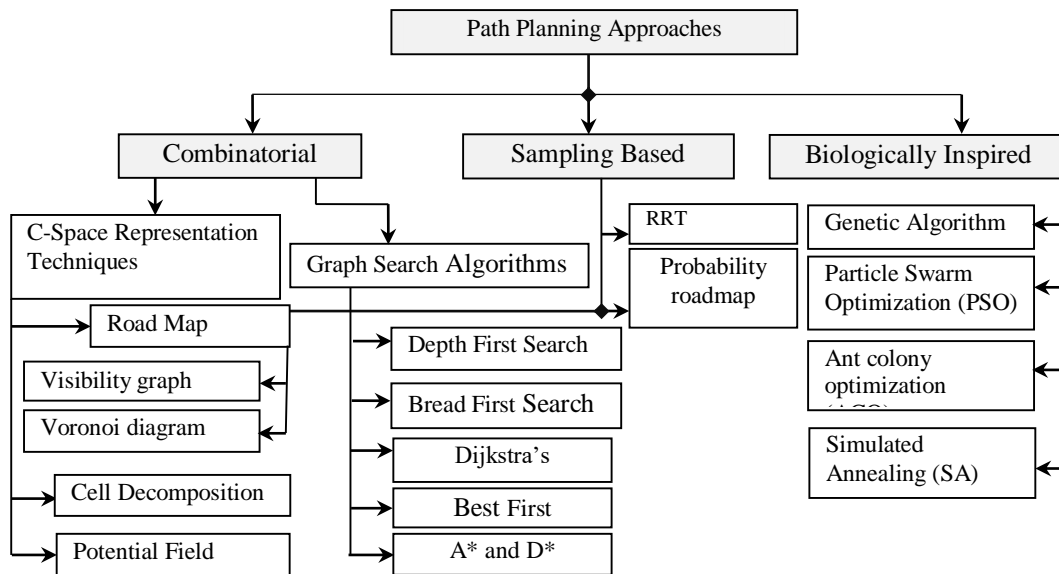 Path Planning Approaches
Combinatorial
Sampling Based
Biologically Inspired
C-Space Representation
Techniques
Graph Search Algorithms
RRT
Probability
roadmap
Genetic Algorithm
Particle Swarm
Optimization (PSO)
Ant colony
optimization
Simulated
Annealing (SA)
Road Map
Visibility graph
Voronoi diagram
Cell Decomposition
Potential Field
Depth First Search
Bread First Search
Dijkstra's
Best First
A* and D*